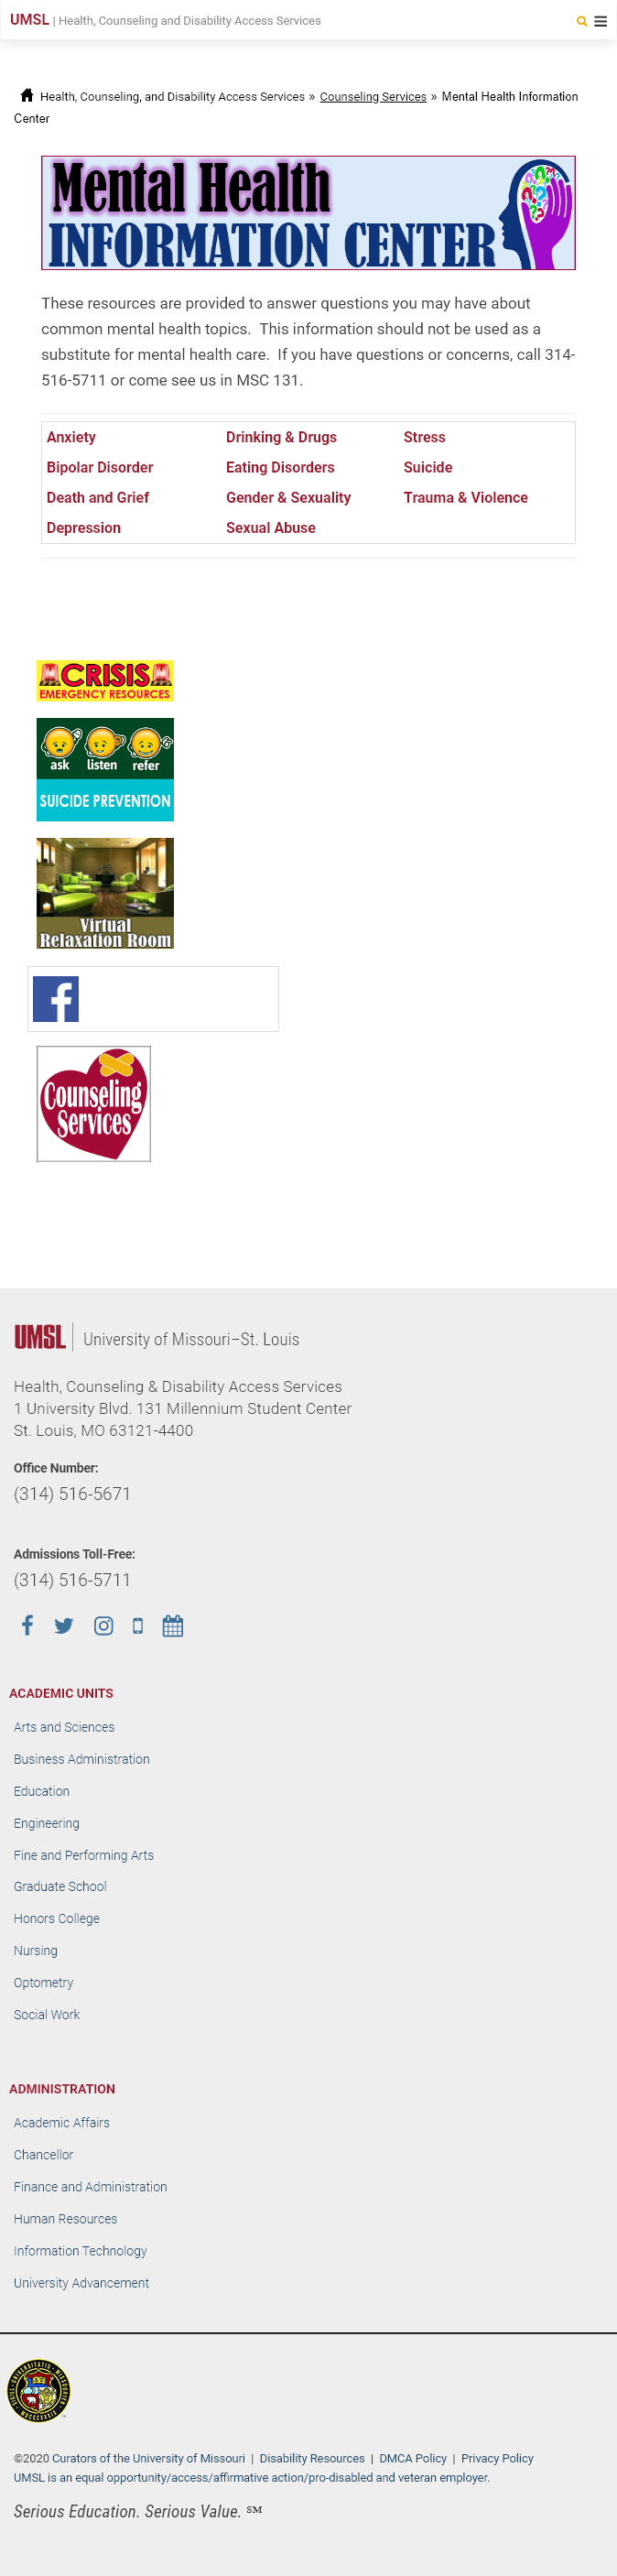 UMSL | Health, Counseling and Disability Access Services
Health, Counseling, and Disability Access Services » Counseling Services » Mental Health Information
Center
Mental Health
INFORMATION CENTER
These resources are provided to answer questions you may have about
common mental health topics.  This information should not be used as a
substitute for mental health care.  If you have questions or concerns, call 314-
516-5711 or come see us in MSC 131.
Anxiety Drinking & Drugs Stress
Bipolar Disorder Eating Disorders Suicide
Death and Grief Gender & Sexuality Trauma & Violence
Depression Sexual Abuse
CRISIS
EMERGENCY RESOURCES
ask listen refer
SUICIDE PREVENTION
Virtual
Relaxation Room
Counseling
Services
UMSL University of Missouri–St. Louis
Health, Counseling & Disability Access Services
1 University Blvd. 131 Millennium Student Center
St. Louis, MO 63121-4400
Office Number:
(314) 516-5671
Admissions Toll-Free:
(314) 516-5711
ACADEMIC UNITS
Arts and Sciences
Business Administration
Education
Engineering
Fine and Performing Arts
Graduate School
Honors College
Nursing
Optometry
Social Work
ADMINISTRATION
Academic Affairs
Chancellor
Finance and Administration
Human Resources
Information Technology
University Advancement
©2020 Curators of the University of Missouri | Disability Resources | DMCA Policy | Privacy Policy
UMSL is an equal opportunity/access/affirmative action/pro-disabled and veteran employer.
Serious Education. Serious Value. ℠